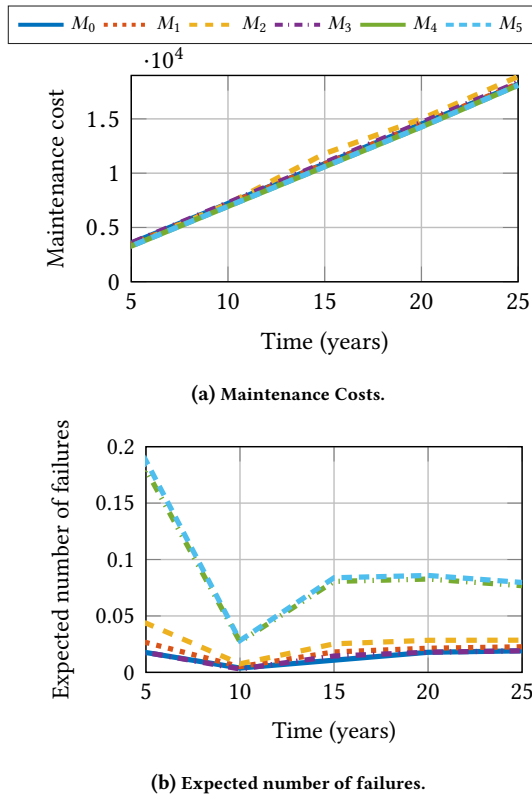 M0 M1 M2 M3 M4 M5
·10^4
1.5
1
0.5
0
Maintenance cost
5 10 15 20 25
Time (years)
(a) Maintenance Costs.
0.2
0.15
0.1
0.05
0
Expected number of failures
5 10 15 20 25
Time (years)
(b) Expected number of failures.